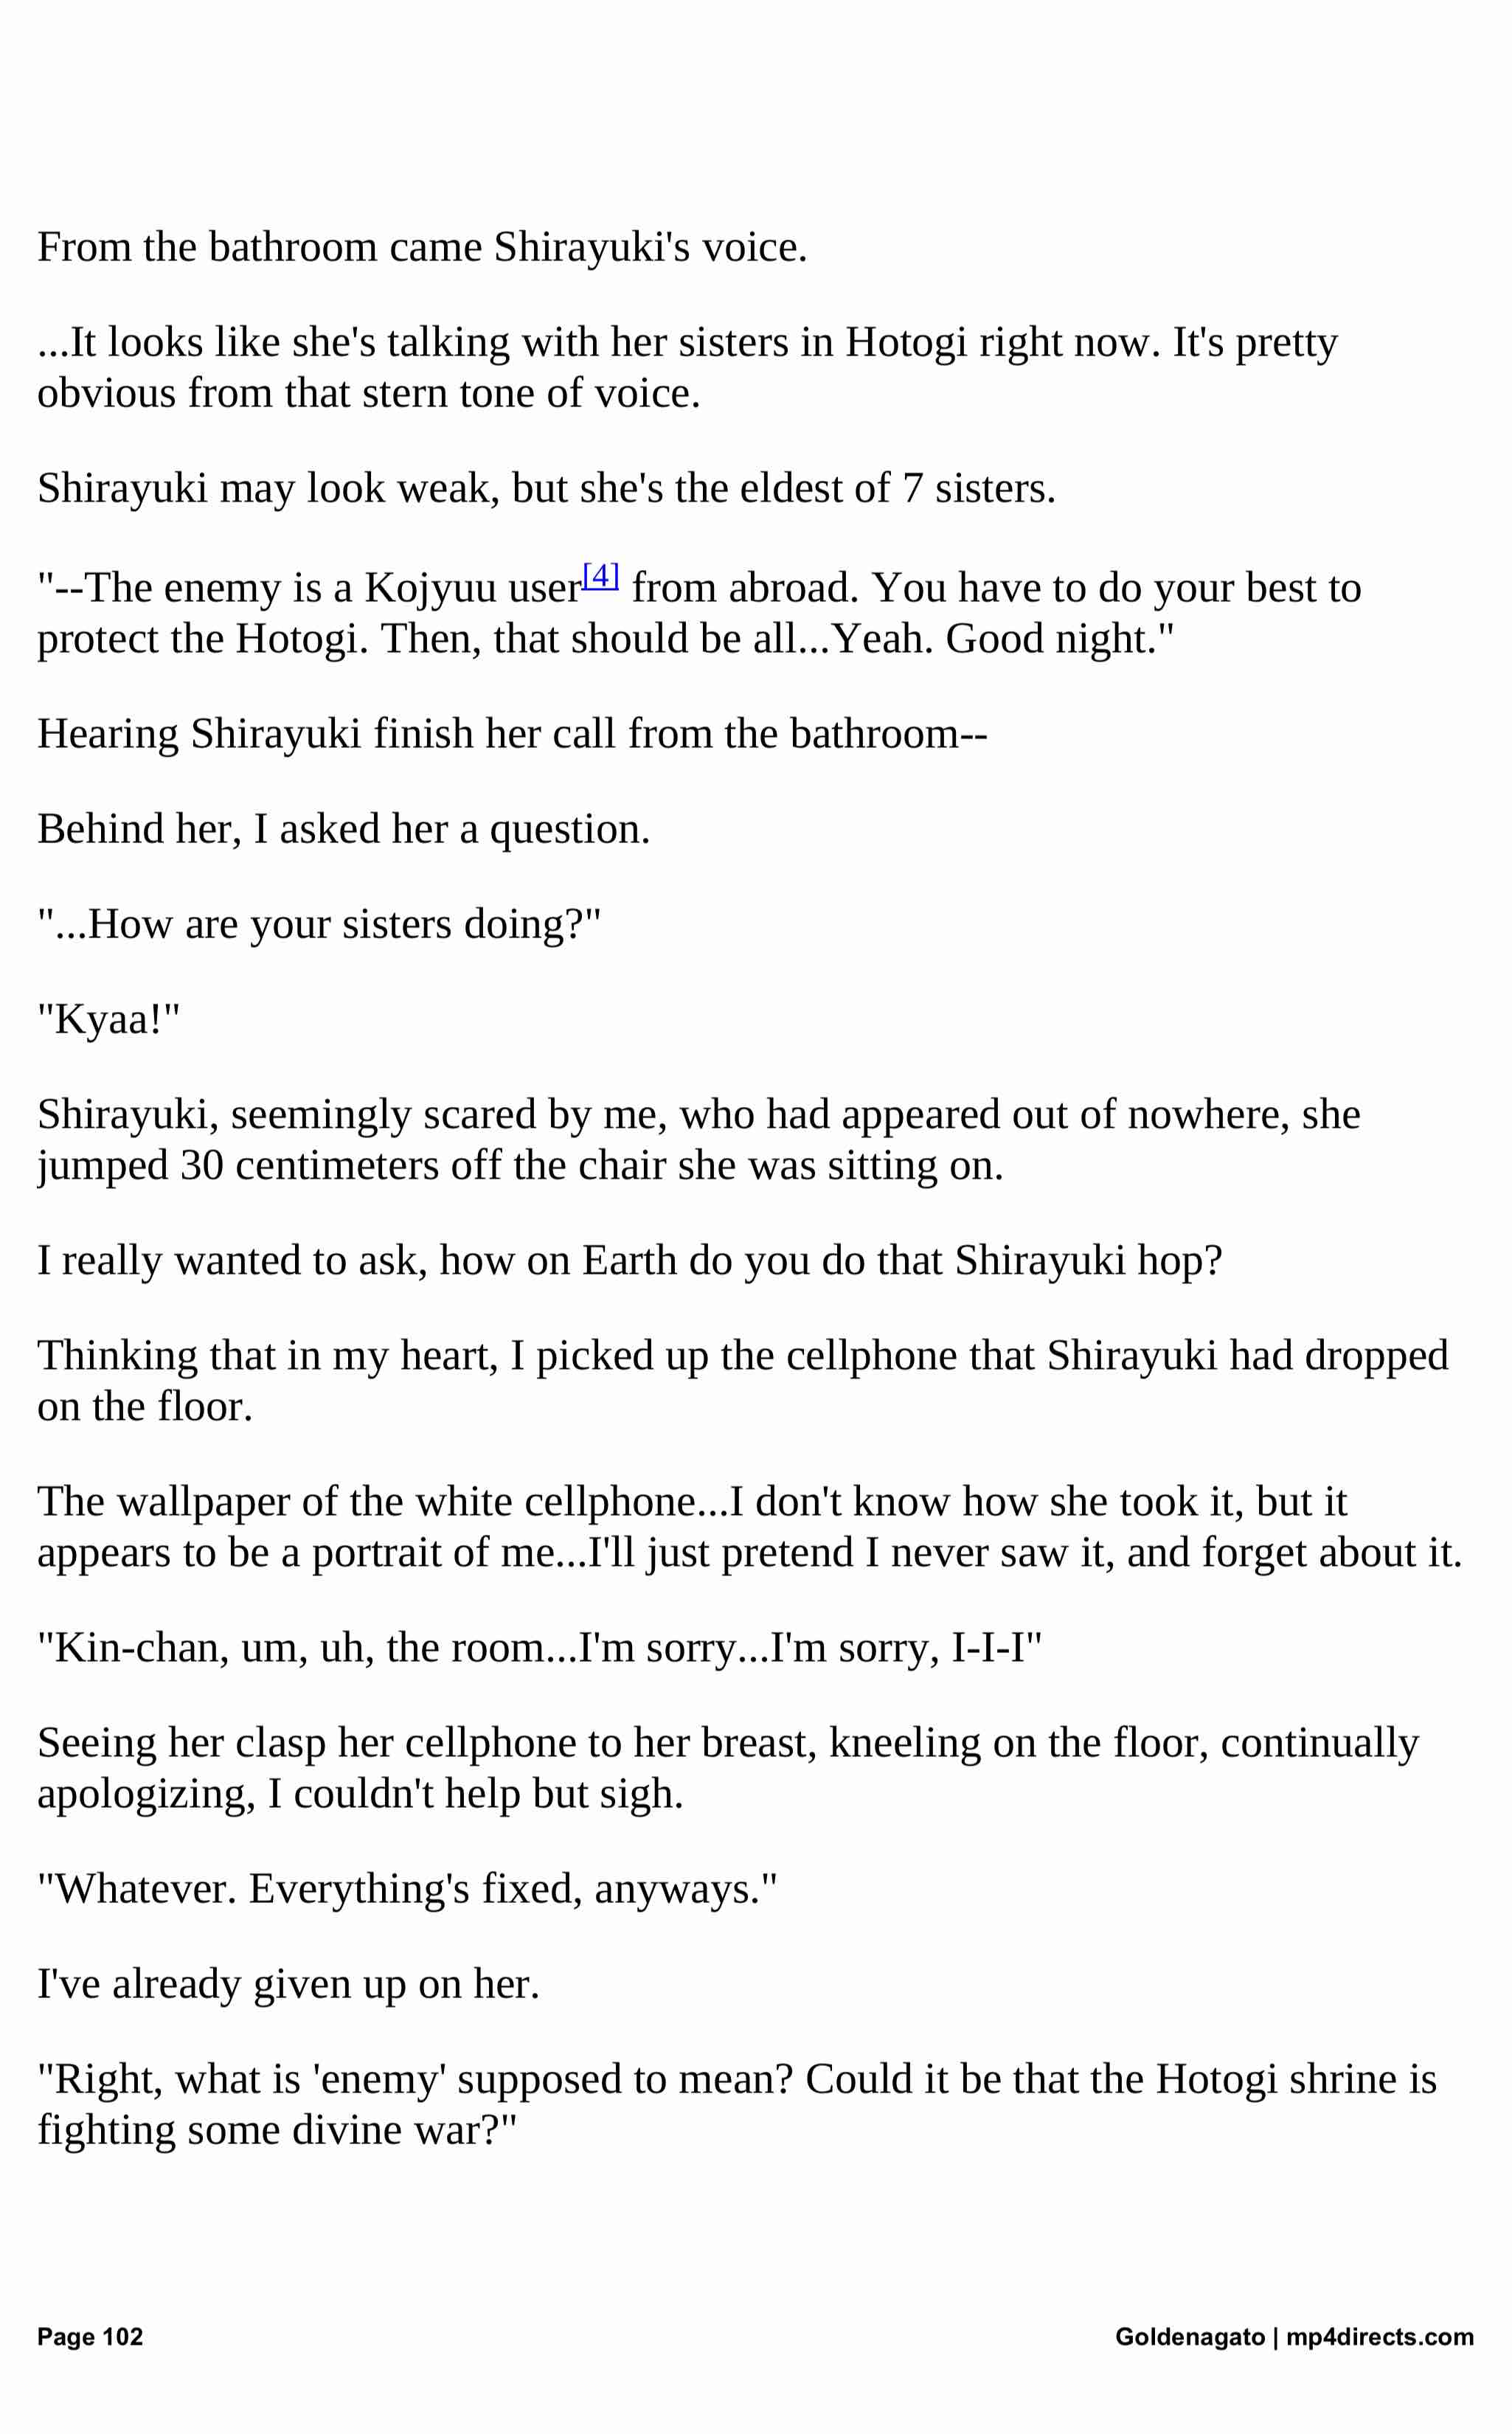 From the bathroom came Shirayuki's voice.
...It looks like she's talking with her sisters in Hotogi right now. It's pretty
obvious from that stern tone of voice.
Shirayuki may look weak, but she's the eldest of 7 sisters.
"--The enemy is a Kojyuu user[4] from abroad. You have to do your best to
protect the Hotogi. Then, that should be all...Yeah. Good night."
Hearing Shirayuki finish her call from the bathroom--
Behind her, I asked her a question.
"...How are your sisters doing?"
"Kyaa!"
Shirayuki, seemingly scared by me, who had appeared out of nowhere, she
jumped 30 centimeters off the chair she was sitting on.
I really wanted to ask, how on Earth do you do that Shirayuki hop?
Thinking that in my heart, I picked up the cellphone that Shirayuki had dropped
on the floor.
The wallpaper of the white cellphone...I don't know how she took it, but it
appears to be a portrait of me...I'll just pretend I never saw it, and forget about it.
"Kin-chan, um, uh, the room...I'm sorry...I'm sorry, I-I-I"
Seeing her clasp her cellphone to her breast, kneeling on the floor, continually
apologizing, I couldn't help but sigh.
"Whatever. Everything's fixed, anyways."
I've already given up on her.
"Right, what is 'enemy' supposed to mean? Could it be that the Hotogi shrine is
fighting some divine war?"
Page 102
Goldenagato | mp4directs.com